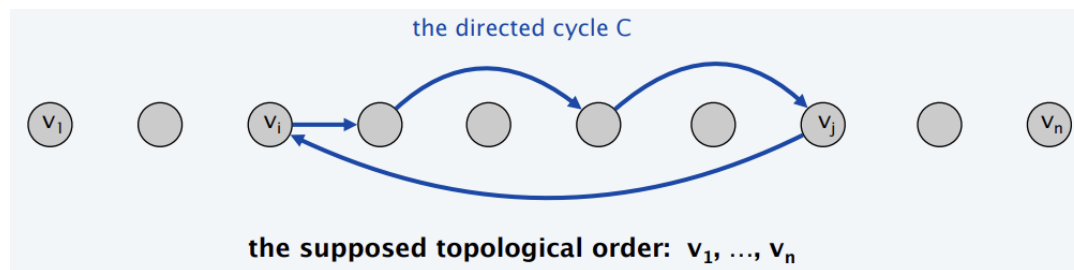 the directed cycle C
v₁ vᵢ vⱼ vₙ
the supposed topological order: v₁, …, vₙ